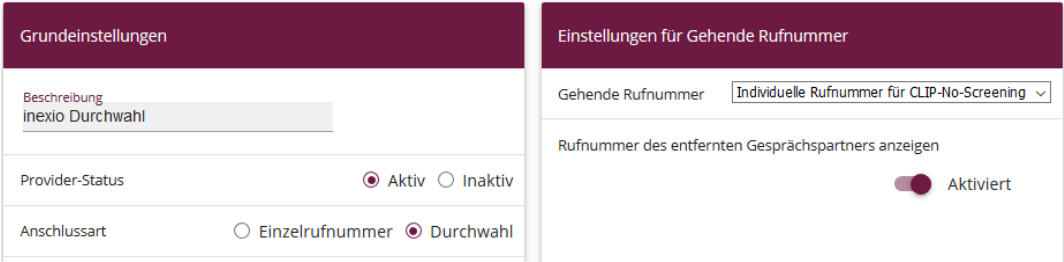 Grundeinstellungen
Beschreibung
inexio Durchwahl
Provider-Status
Aktiv Inaktiv
Anschlussart
Einzelrufnummer Durchwahl
Einstellungen für Gehende Rufnummer
Gehende Rufnummer
Individuelle Rufnummer für CLIP-No-Screening
Rufnummer des entfernten Gesprächspartners anzeigen
Aktiviert